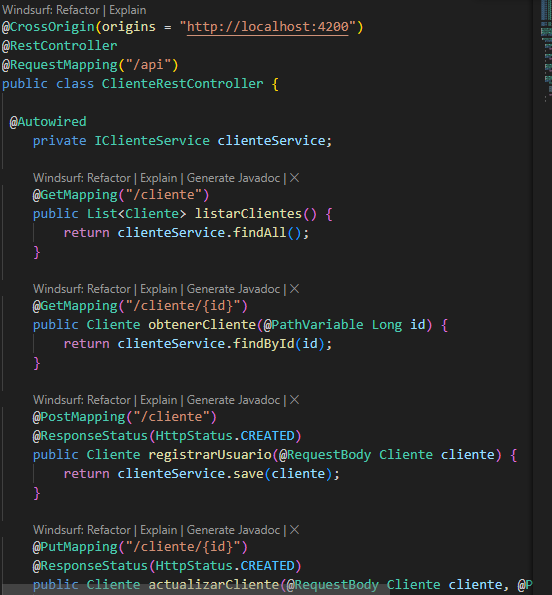 Windsurf: Refactor | Explain
@CrossOrigin(origins = "http://localhost:4200")
@RestController
@RequestMapping("/api")
public class ClienteRestController {
@Autowired
private IClienteService clienteService;
Windsurf: Refactor | Explain | Generate Javadoc | ✕
@GetMapping("/cliente")
public List<Cliente> listarClientes() {
return clienteService.findAll();
}
Windsurf: Refactor | Explain | Generate Javadoc | ✕
@GetMapping("/cliente/{id}")
public Cliente obtenerCliente(@PathVariable Long id) {
return clienteService.findById(id);
}
Windsurf: Refactor | Explain | Generate Javadoc | ✕
@PostMapping("/cliente")
@ResponseStatus(HttpStatus.CREATED)
public Cliente registrarUsuario(@RequestBody Cliente cliente) {
return clienteService.save(cliente);
}
Windsurf: Refactor | Explain | Generate Javadoc | ✕
@PutMapping("/cliente/{id}")
@ResponseStatus(HttpStatus.CREATED)
public Cliente actualizarCliente(@RequestBody Cliente cliente, @P